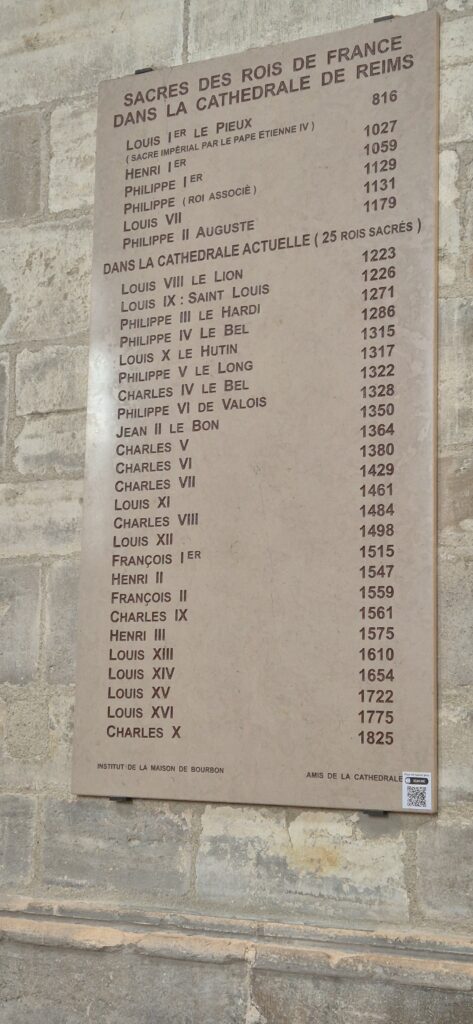 SACRES DES ROIS DE FRANCE
DANS LA CATHEDRALE DE REIMS
LOUIS IER LE PIEUX 816
( SACRE IMPÉRIAL PAR LE PAPE ETIENNE IV )
HENRI IER 1027
PHILIPPE IER 1059
PHILIPPE ( ROI ASSOCIÈ ) 1129
LOUIS VII 1131
PHILIPPE II AUGUSTE 1179
DANS LA CATHEDRALE ACTUELLE ( 25 ROIS SACRÉS )
LOUIS VIII LE LION 1223
LOUIS IX : SAINT LOUIS 1226
PHILIPPE III LE HARDI 1271
PHILIPPE IV LE BEL 1286
LOUIS X LE HUTIN 1315
PHILIPPE V LE LONG 1317
CHARLES IV LE BEL 1322
PHILIPPE VI DE VALOIS 1328
JEAN II LE BON 1350
CHARLES V 1364
CHARLES VI 1380
CHARLES VII 1429
LOUIS XI 1461
CHARLES VIII 1484
LOUIS XII 1498
FRANÇOIS IER 1515
HENRI II 1547
FRANÇOIS II 1559
CHARLES IX 1561
HENRI III 1575
LOUIS XIII 1610
LOUIS XIV 1654
LOUIS XV 1722
LOUIS XVI 1775
CHARLES X 1825
INSTITUT DE LA MAISON DE BOURBON AMIS DE LA CATHEDRALE